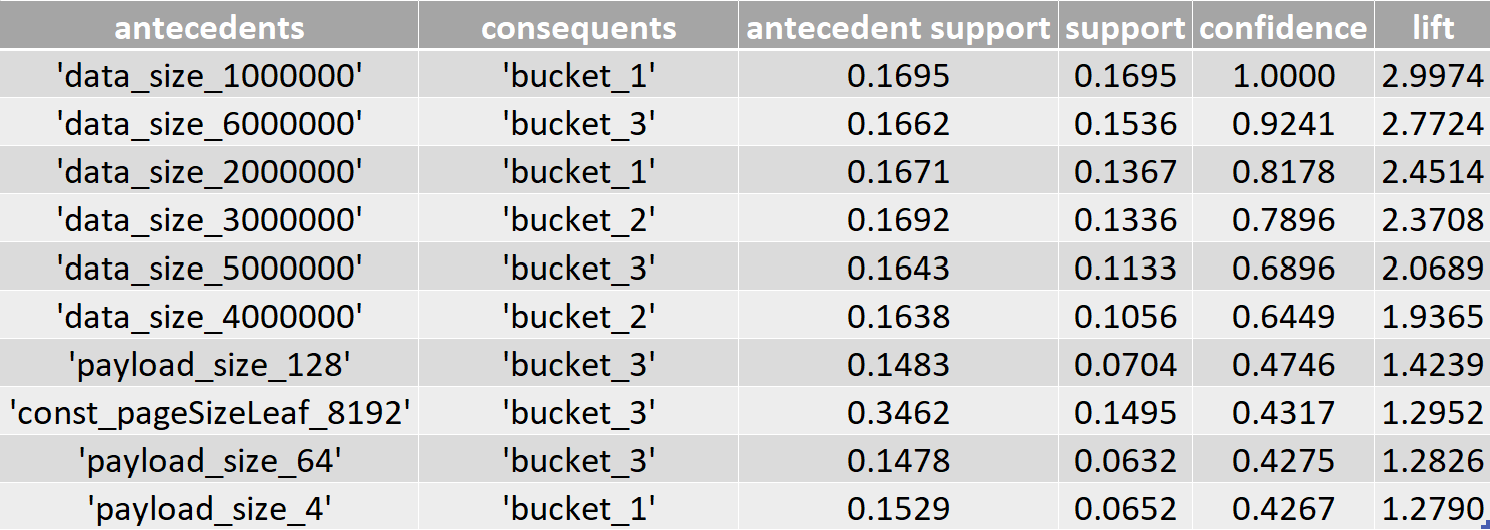 antecedents consequents antecedent support support confidence lift
'data_size_1000000' 'bucket_1' 0.1695 0.1695 1.0000 2.9974
'data_size_6000000' 'bucket_3' 0.1662 0.1536 0.9241 2.7724
'data_size_2000000' 'bucket_1' 0.1671 0.1367 0.8178 2.4514
'data_size_3000000' 'bucket_2' 0.1692 0.1336 0.7896 2.3708
'data_size_5000000' 'bucket_3' 0.1643 0.1133 0.6896 2.0689
'data_size_4000000' 'bucket_2' 0.1638 0.1056 0.6449 1.9365
'payload_size_128' 'bucket_3' 0.1483 0.0704 0.4746 1.4239
'const_pageSizeLeaf_8192' 'bucket_3' 0.3462 0.1495 0.4317 1.2952
'payload_size_64' 'bucket_3' 0.1478 0.0632 0.4275 1.2826
'payload_size_4' 'bucket_1' 0.1529 0.0652 0.4267 1.2790